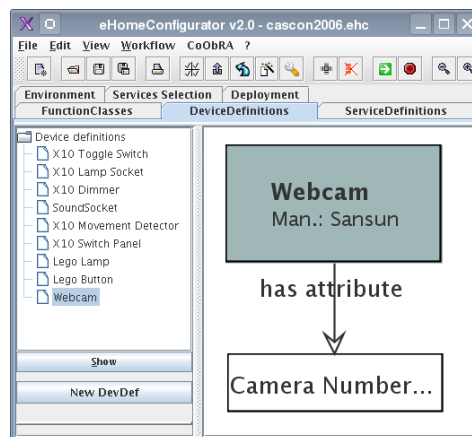 eHomeConfigurator v2.0 - cascon2006.ehc
File Edit View Workflow CoObRA ?
Environment Services Selection Deployment
FunctionClasses DeviceDefinitions ServiceDefinitions
Device definitions
X10 Toggle Switch
X10 Lamp Socket
X10 Dimmer
SoundSocket
X10 Movement Detector
X10 Switch Panel
Lego Lamp
Lego Button
Webcam
Show
New DevDef
Webcam
Man.: Sansun
has attribute
Camera Number...